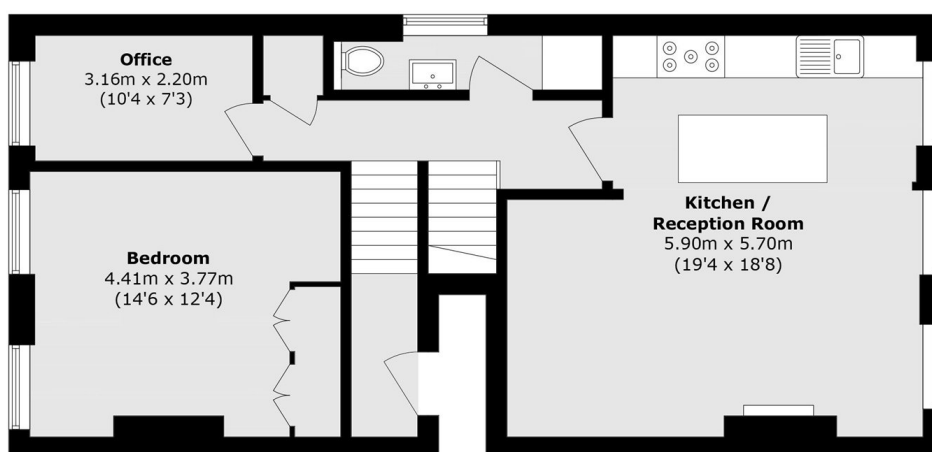 Office
3.16m x 2.20m
(10'4 x 7'3)
Bedroom
4.41m x 3.77m
(14'6 x 12'4)
Kitchen /
Reception Room
5.90m x 5.70m
(19'4 x 18'8)